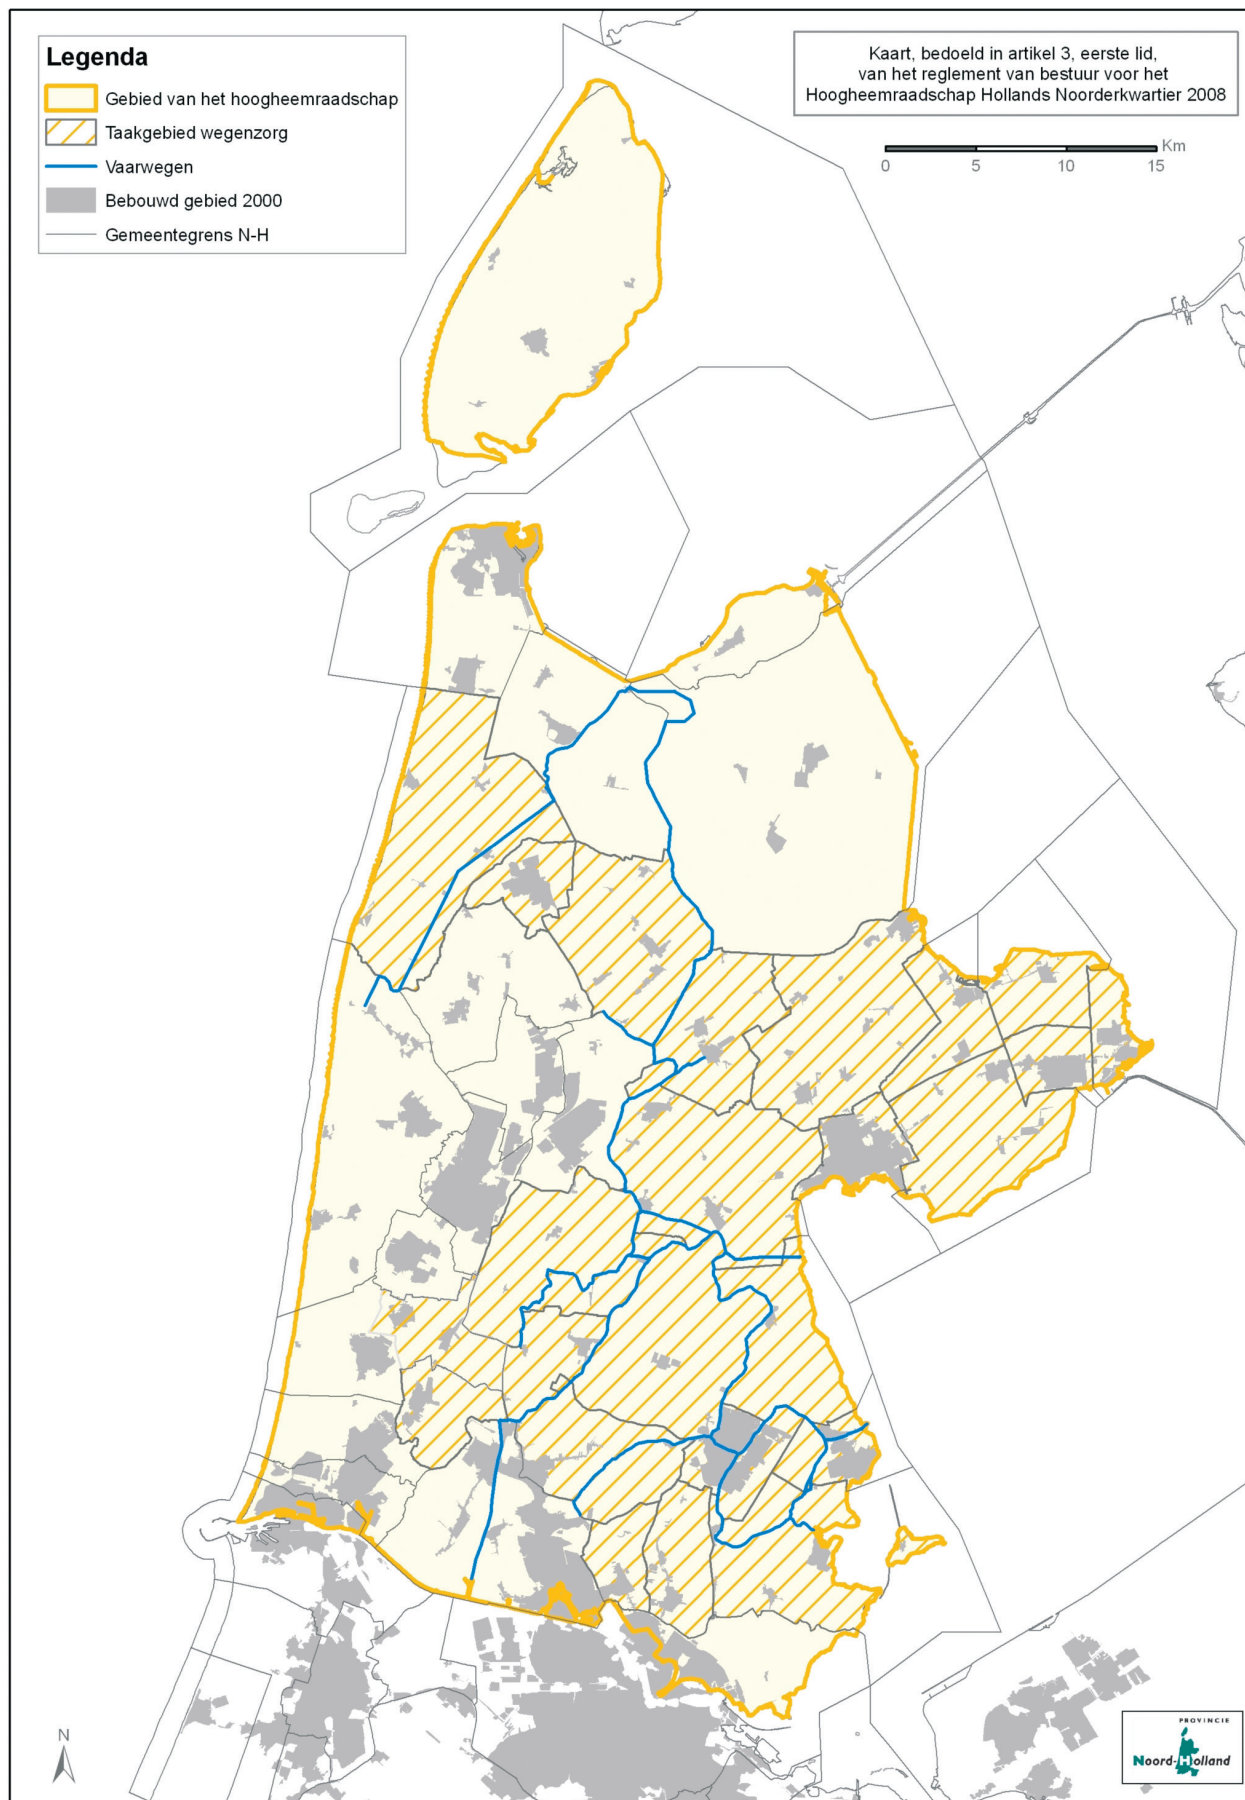 Legenda
Gebied van het hoogheemraadschap
Taakgebied wegenzorg
Vaarwegen
Bebouwd gebied 2000
Gemeentegrens N-H
Kaart, bedoeld in artikel 3, eerste lid,
van het reglement van bestuur voor het
Hoogheemraadschap Hollands Noorderkwartier 2008
Km
0 5 10 15
N
PROVINCIE
Noord-Holland